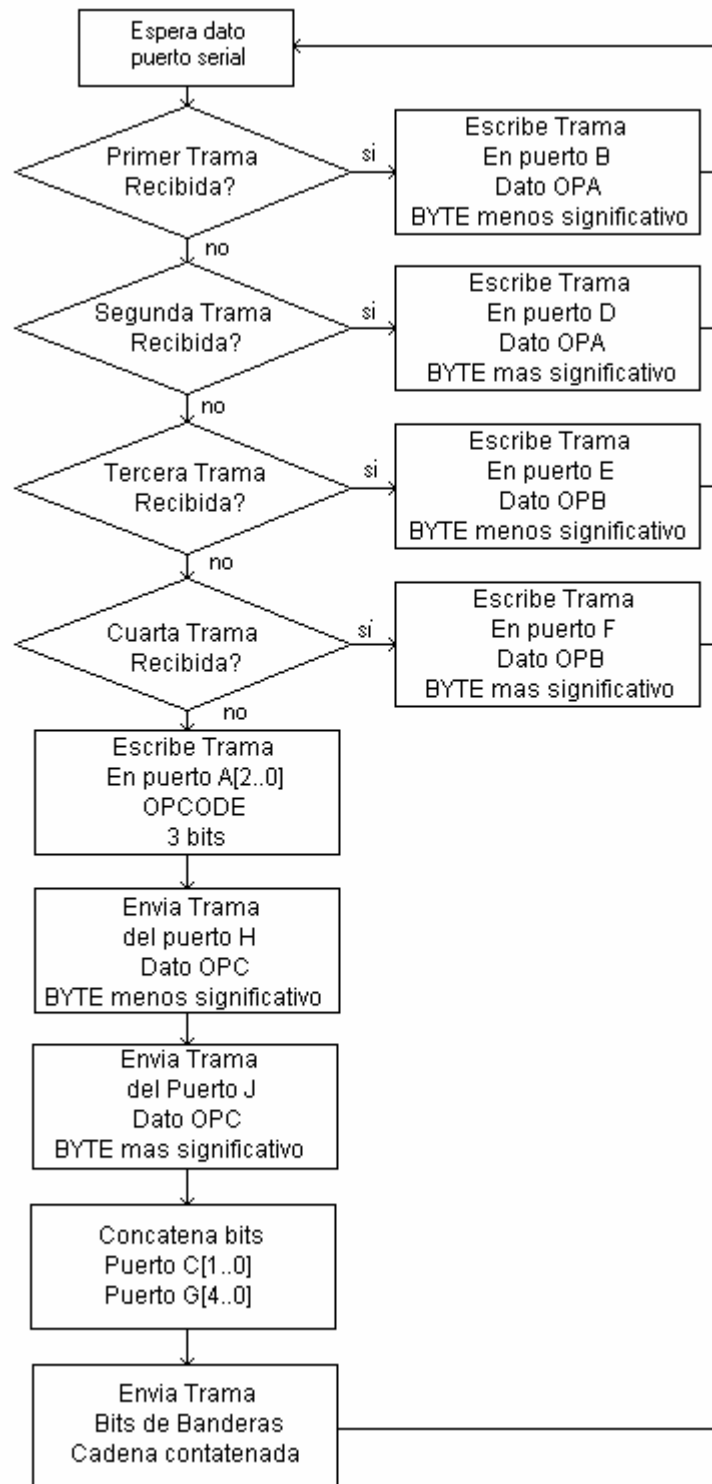 Espera dato
puerto serial
Primer Trama
Recibida?
si
Escribe Trama
En puerto B
Dato OPA
BYTE menos significativo
no
Segunda Trama
Recibida?
si
Escribe Trama
En puerto D
Dato OPA
BYTE mas significativo
no
Tercera Trama
Recibida?
si
Escribe Trama
En puerto E
Dato OPB
BYTE menos significativo
no
Cuarta Trama
Recibida?
si
Escribe Trama
En puerto F
Dato OPB
BYTE mas significativo
no
Escribe Trama
En puerto A[2..0]
OPCODE
3 bits
Envia Trama
del puerto H
Dato OPC
BYTE menos significativo
Envia Trama
del Puerto J
Dato OPC
BYTE mas significativo
Concatena bits
Puerto C[1..0]
Puerto G[4..0]
Envia Trama
Bits de Banderas
Cadena contatenada